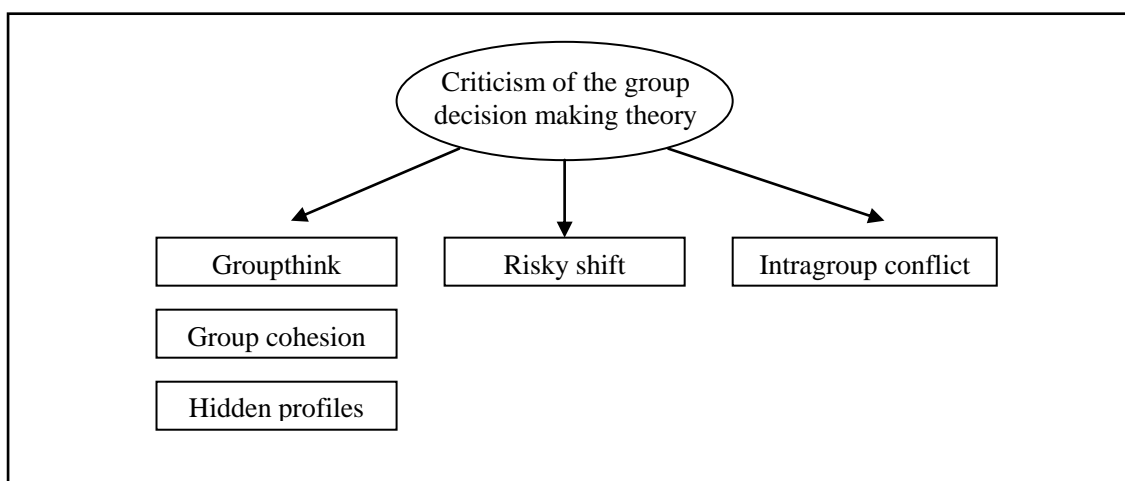 Criticism of the group
decision making theory
Groupthink
Risky shift
Intragroup conflict
Group cohesion
Hidden profiles